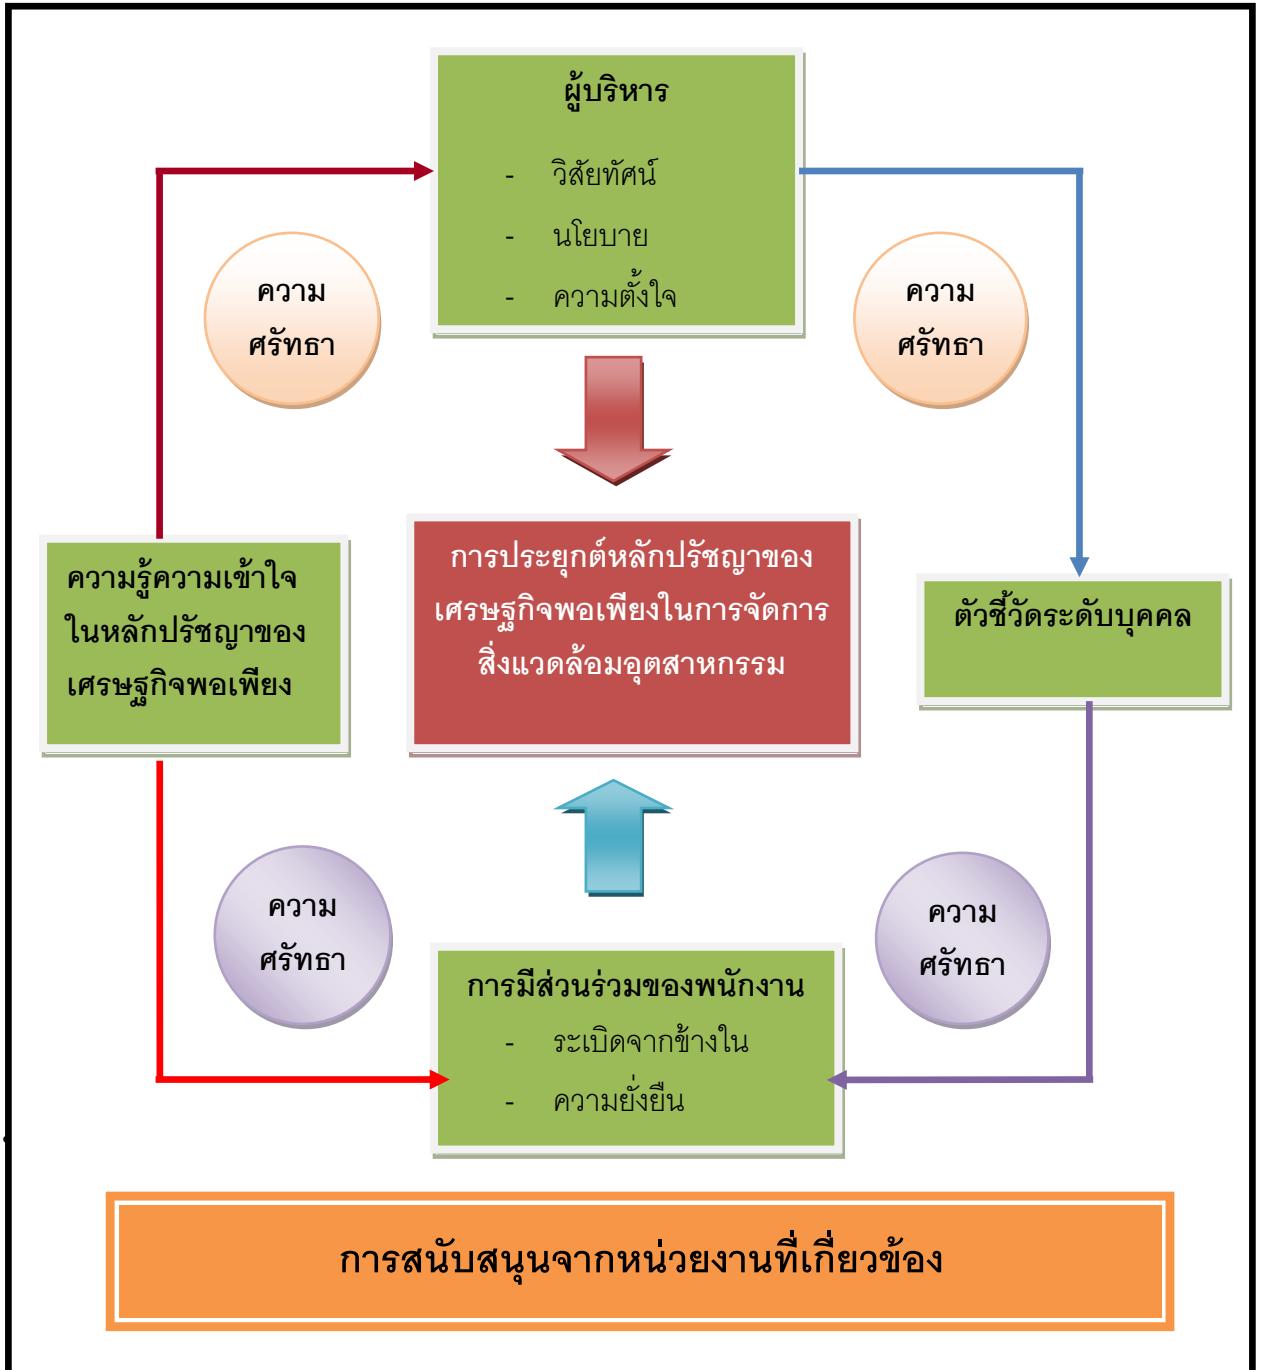 ผู้บริหาร
- วิสัยทัศน์
- นโยบาย
- ความตั้งใจ
ความ
ศรัทธา
ความ
ศรัทธา
ความรู้ความเข้าใจ
ในหลักปรัชญาของ
เศรษฐกิจพอเพียง
การประยุกต์หลักปรัชญาของ
เศรษฐกิจพอเพียงในการจัดการ
สิ่งแวดล้อมอุตสาหกรรม
ตัวชี้วัดระดับบุคคล
ความ
ศรัทธา
ความ
ศรัทธา
การมีส่วนร่วมของพนักงาน
- ระเบิดจากข้างใน
- ความยั่งยืน
การสนับสนุนจากหน่วยงานที่เกี่ยวข้อง